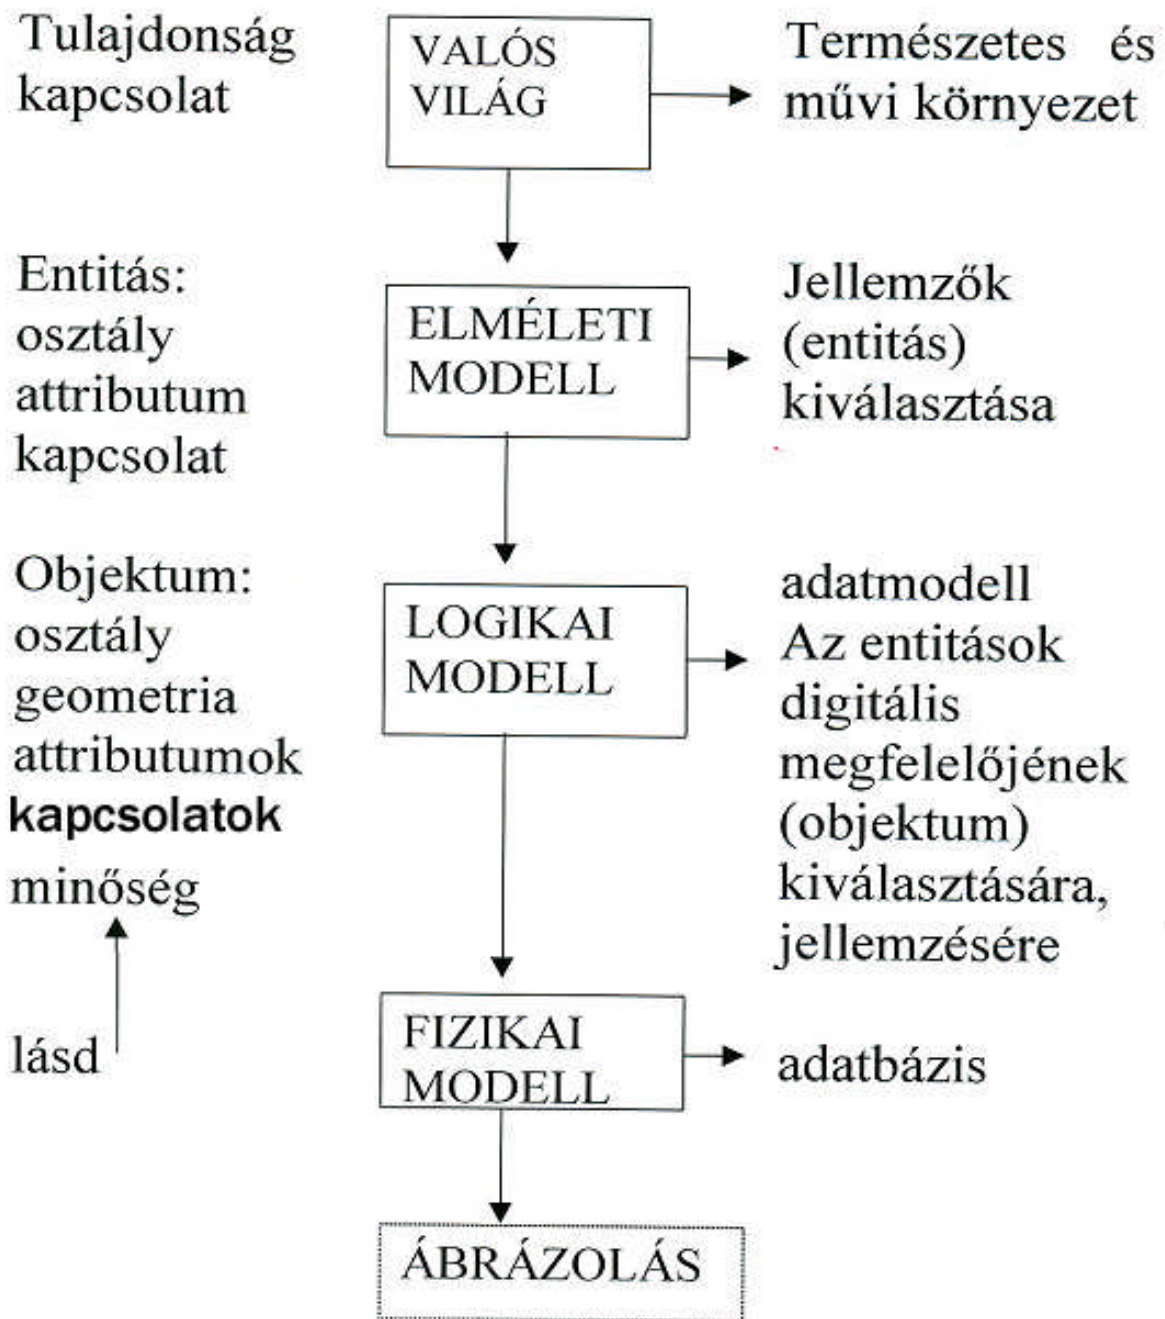 Tulajdonság
kapcsolat
VALÓS
VILÁG
Természetes és
művi környezet
Entitás:
osztály
attributum
kapcsolat
ELMÉLETI
MODELL
Jellemzők
(entitás)
kiválasztása
Objektum:
osztály
geometria
attributumok
kapcsolatok
minőség
LOGIKAI
MODELL
adatmodell
Az entitások
digitális
megfelelőjének
(objektum)
kiválasztására,
jellemzésére
lásd
FIZIKAI
MODELL
adatbázis
ÁBRÁZOLÁS